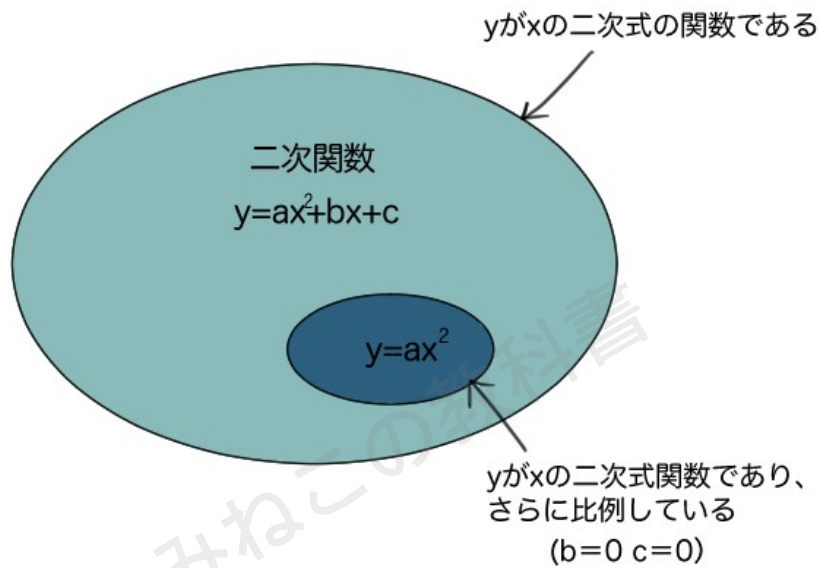 yがxの二次式の関数である
二次関数
y=ax²+bx+c
y=ax²
yがxの二次式関数であり、
さらに比例している
(b=0 c=0)
みねこの教科書